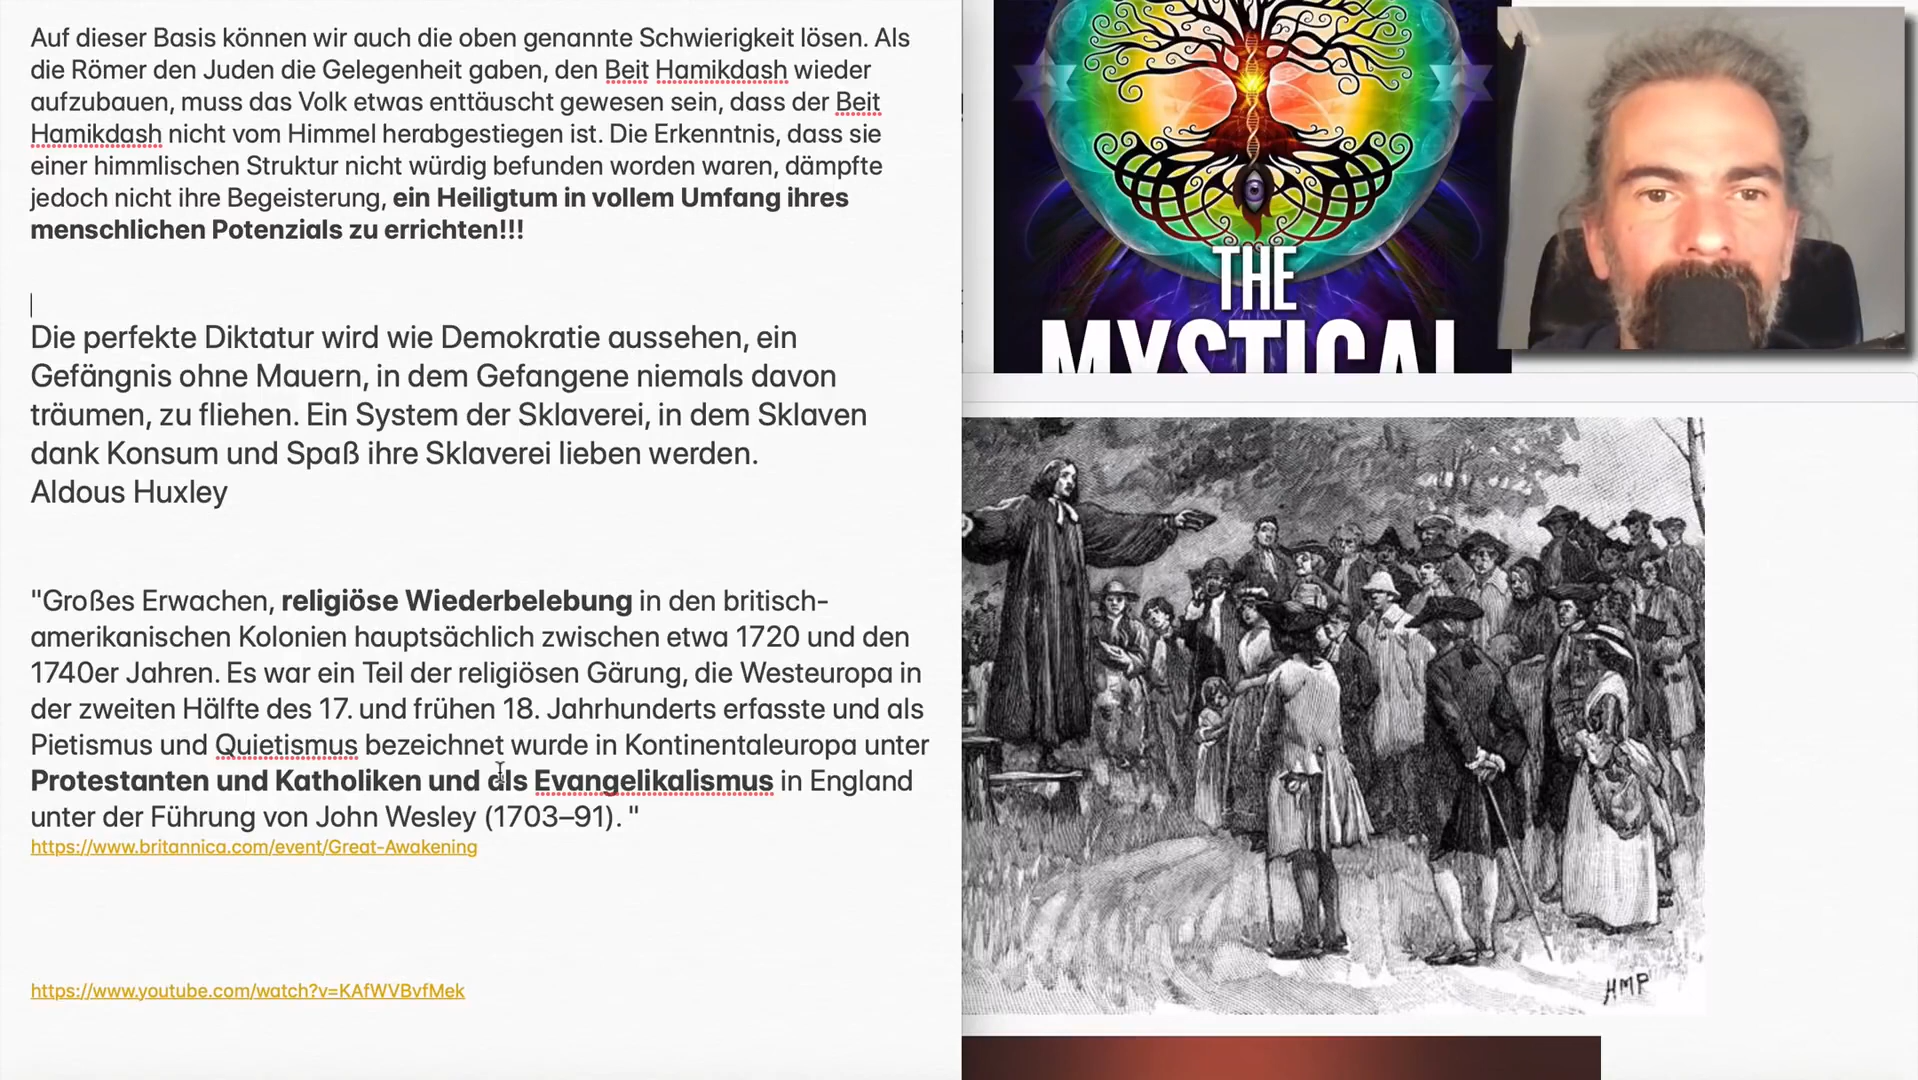 Auf dieser Basis können wir auch die oben genannte Schwierigkeit lösen. Als
die Römer den Juden die Gelegenheit gaben, den Beit Hamikdash wieder
aufzubauen, muss das Volk etwas enttäuscht gewesen sein, dass der Beit
Hamikdash nicht vom Himmel herabgestiegen ist. Die Erkenntnis, dass sie
einer himmlischen Struktur nicht würdig befunden worden waren, dämpfte
jedoch nicht ihre Begeisterung, ein Heiligtum in vollem Umfang ihres
menschlichen Potenzials zu errichten!!!
Die perfekte Diktatur wird wie Demokratie aussehen, ein
Gefängnis ohne Mauern, in dem Gefangene niemals davon
träumen, zu fliehen. Ein System der Sklaverei, in dem Sklaven
dank Konsum und Spaß ihre Sklaverei lieben werden.
Aldous Huxley
"Großes Erwachen, religiöse Wiederbelebung in den britisch-
amerikanischen Kolonien hauptsächlich zwischen etwa 1720 und den
1740er Jahren. Es war ein Teil der religiösen Gärung, die Westeuropa in
der zweiten Hälfte des 17. und frühen 18. Jahrhunderts erfasste und als
Pietismus und Quietismus bezeichnet wurde in Kontinentaleuropa unter
Protestanten und Katholiken und als Evangelikalismus in England
unter der Führung von John Wesley (1703–91). "
https://www.britannica.com/event/Great-Awakening
https://www.youtube.com/watch?v=KAfWVBvfMek
THE
MYSTICAL
HMP